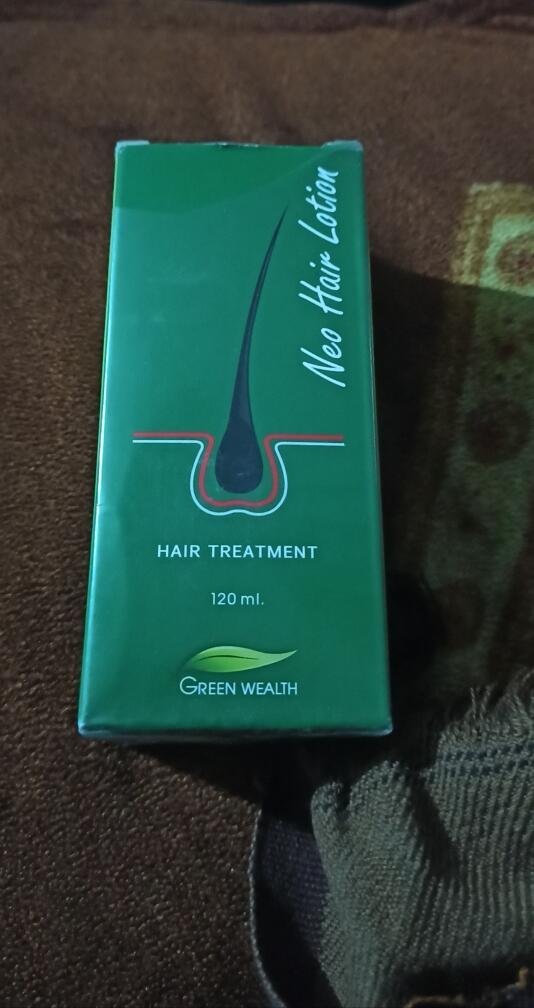 Neo Hair Lotion
HAIR TREATMENT
120 ml.
GREEN WEALTH